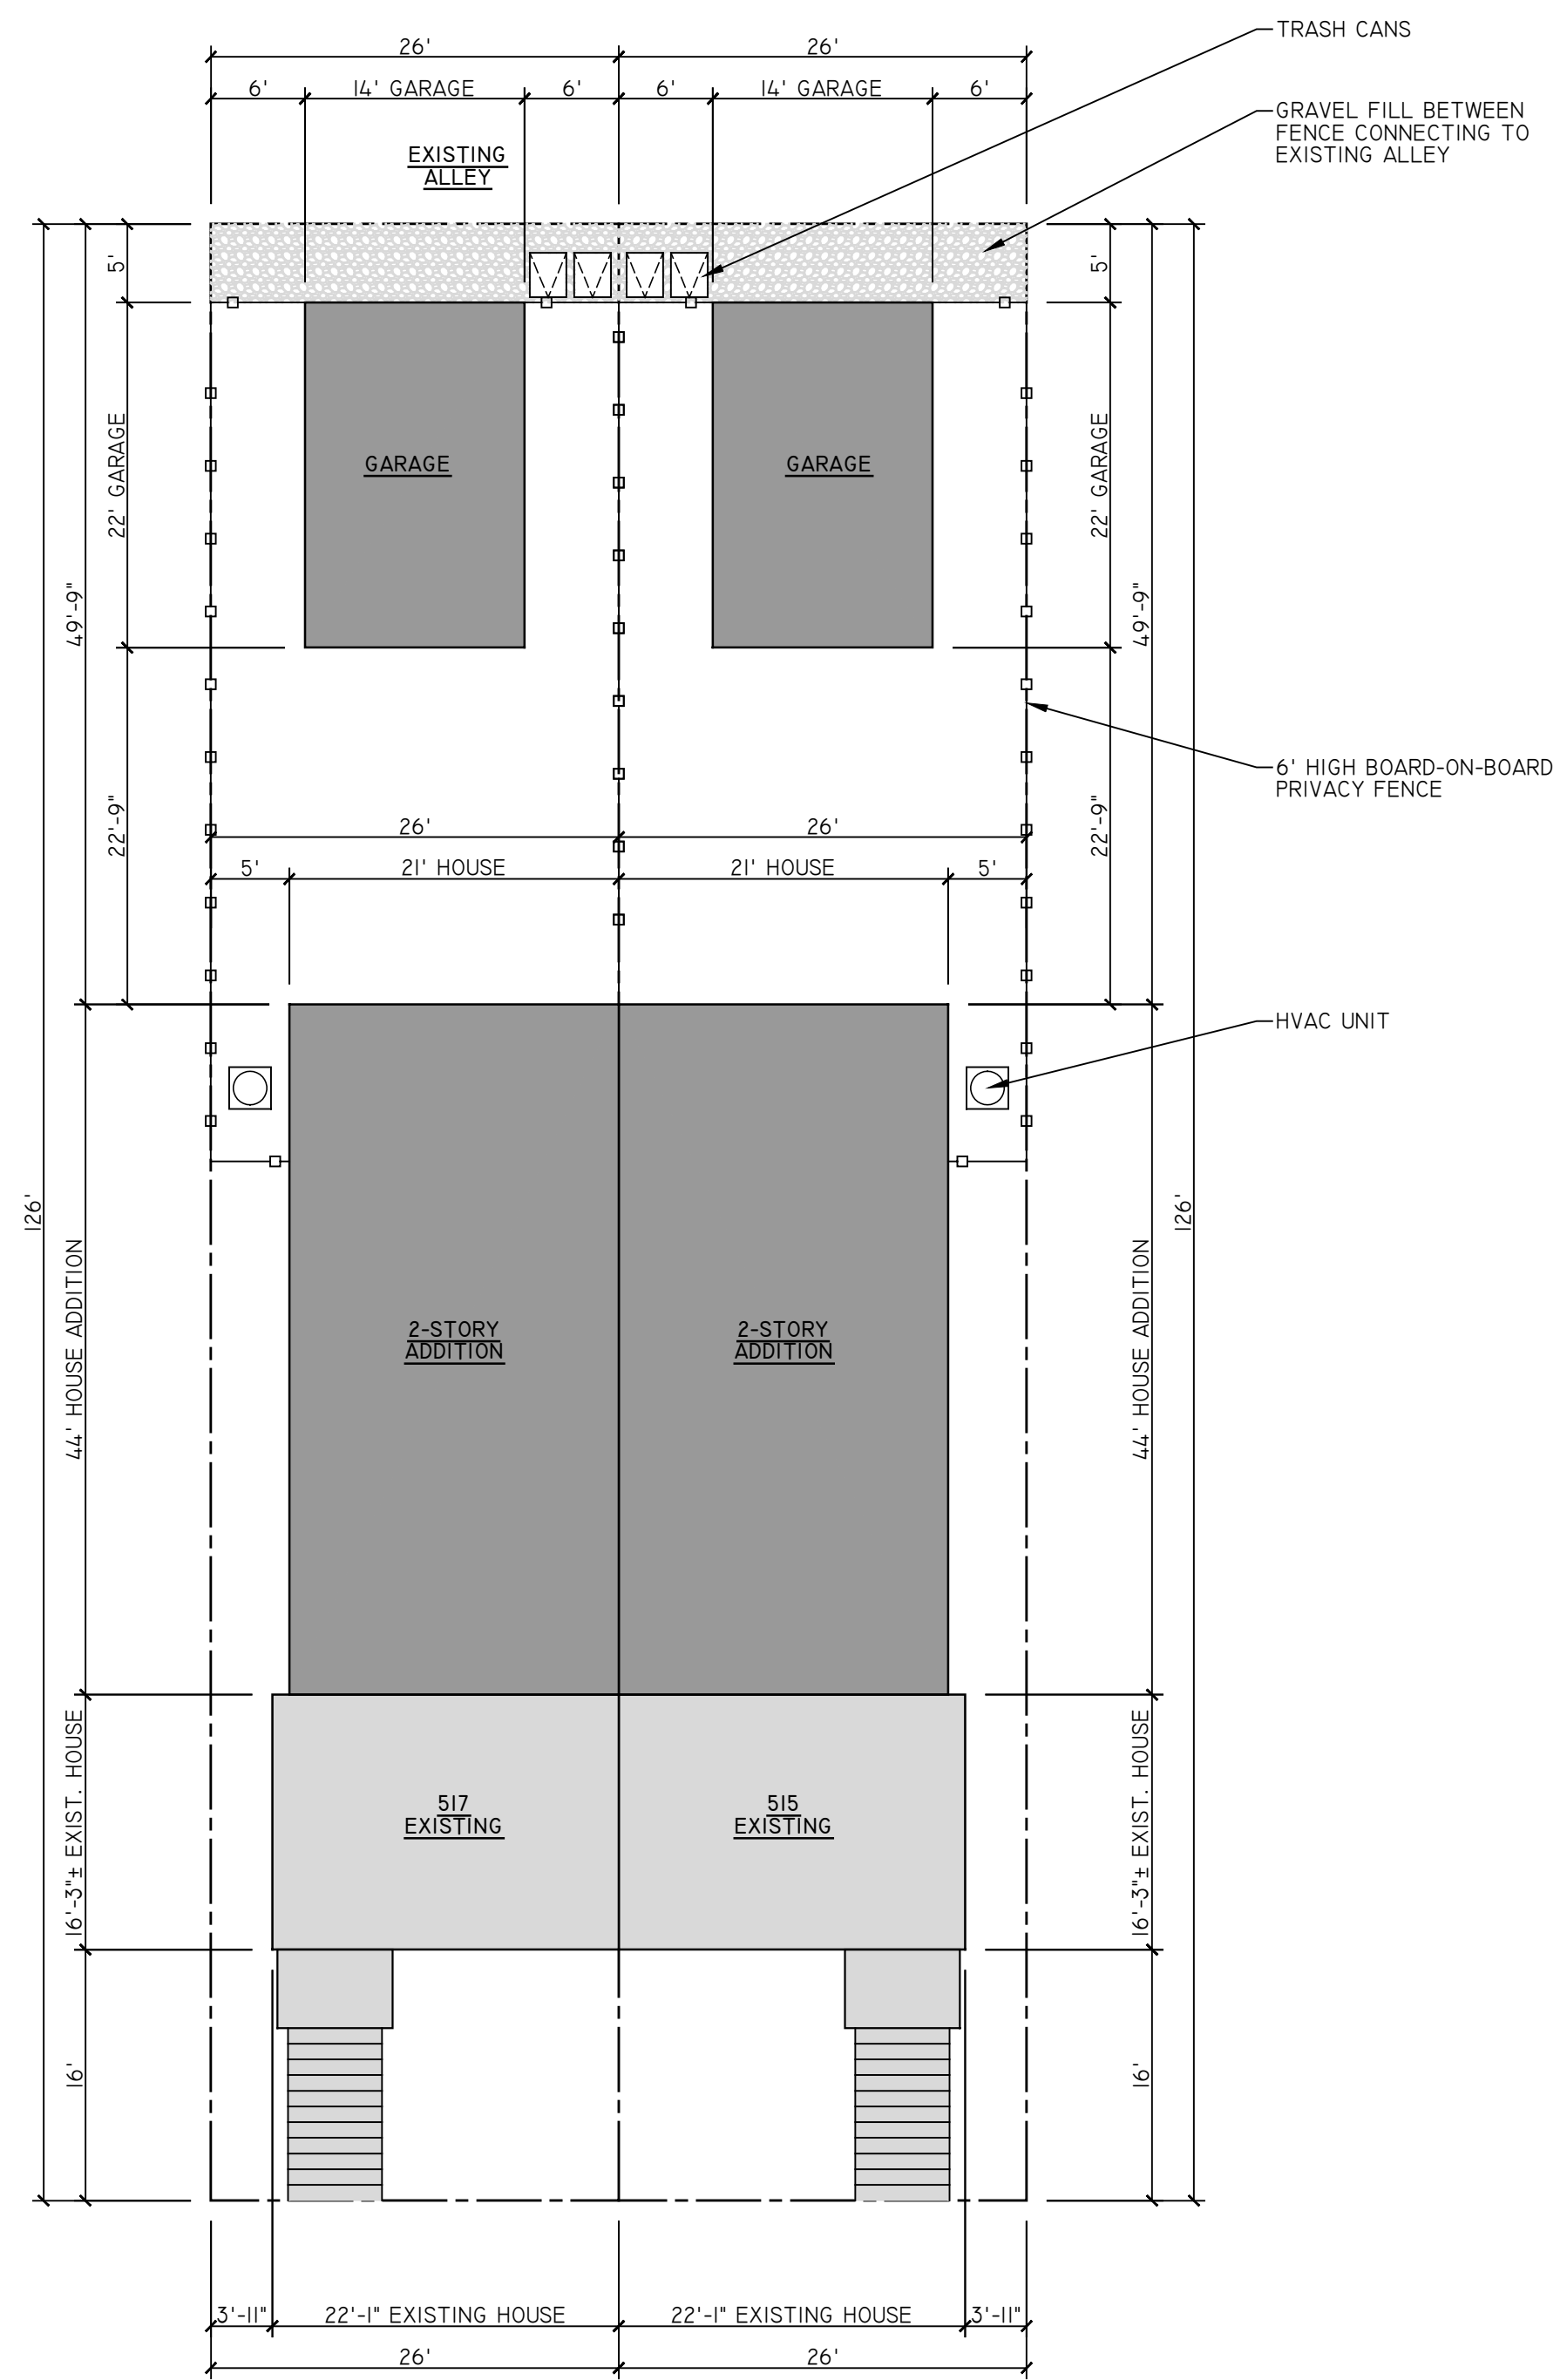 TRASH CANS
26'
26'
6'
14' GARAGE
6'
6'
14' GARAGE
6'
GRAVEL FILL BETWEEN
FENCE CONNECTING TO
EXISTING ALLEY
EXISTING
ALLEY
5'
5'
22' GARAGE
GARAGE
GARAGE
22' GARAGE
49'-9"
49'-9"
6' HIGH BOARD-ON-BOARD
PRIVACY FENCE
22'-9"
22'-9"
26'
26'
5'
21' HOUSE
21' HOUSE
5'
HVAC UNIT
126'
126'
44' HOUSE ADDITION
44' HOUSE ADDITION
2-STORY
ADDITION
2-STORY
ADDITION
16'-3"± EXIST. HOUSE
16'-3"± EXIST. HOUSE
517
EXISTING
515
EXISTING
16'
16'
3'-11"
22'-1" EXISTING HOUSE
22'-1" EXISTING HOUSE
3'-11"
26'
26'